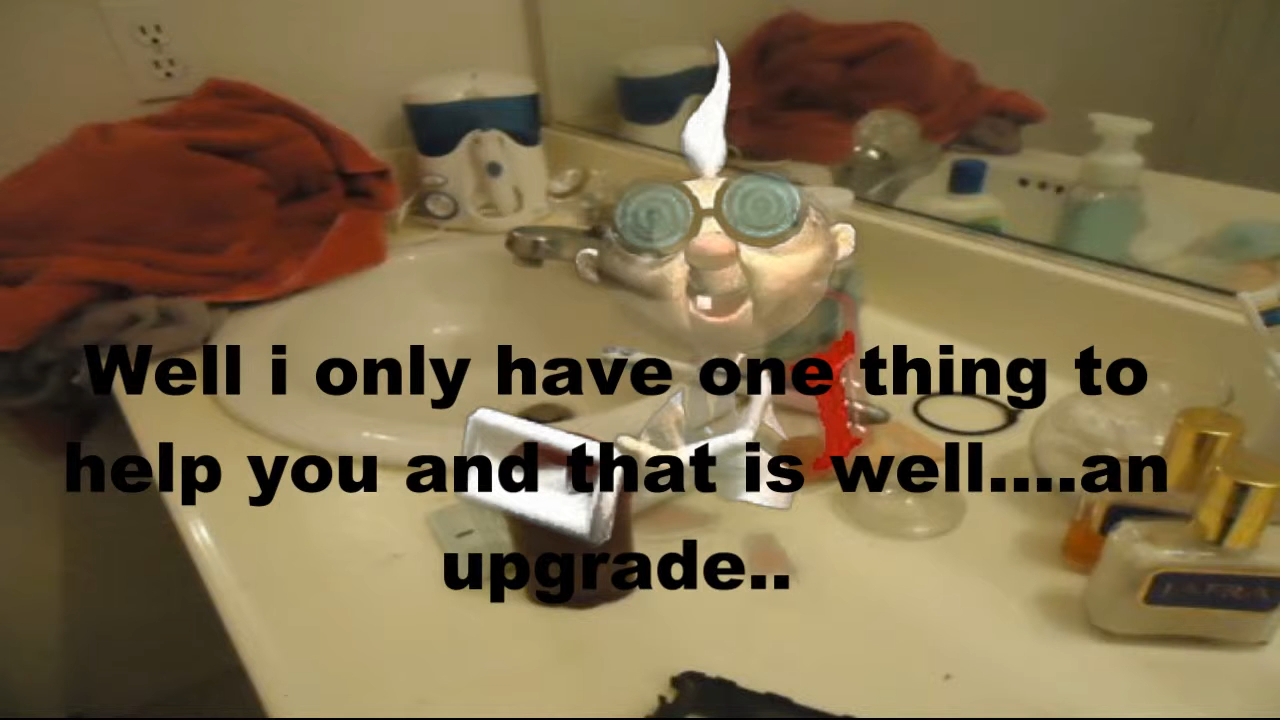 Well i only have one thing to
help you and that is well....an
upgrade..